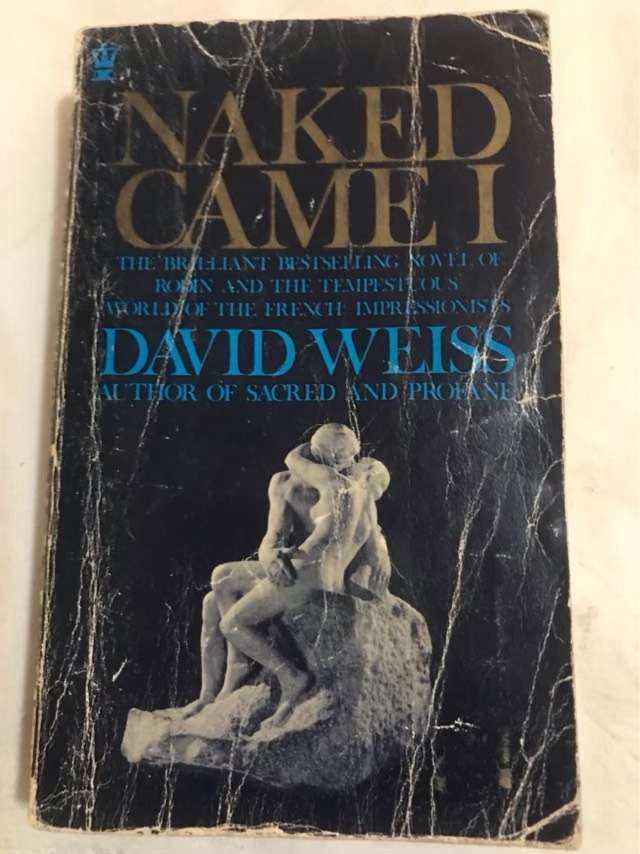 NAKED
CAME I
THE BRILLIANT BESTSELLING NOVEL OF
RODIN AND THE TEMPESTUOUS
WORLD OF THE FRENCH IMPRESSIONISTS
DAVID WEISS
AUTHOR OF SACRED AND PROFANE